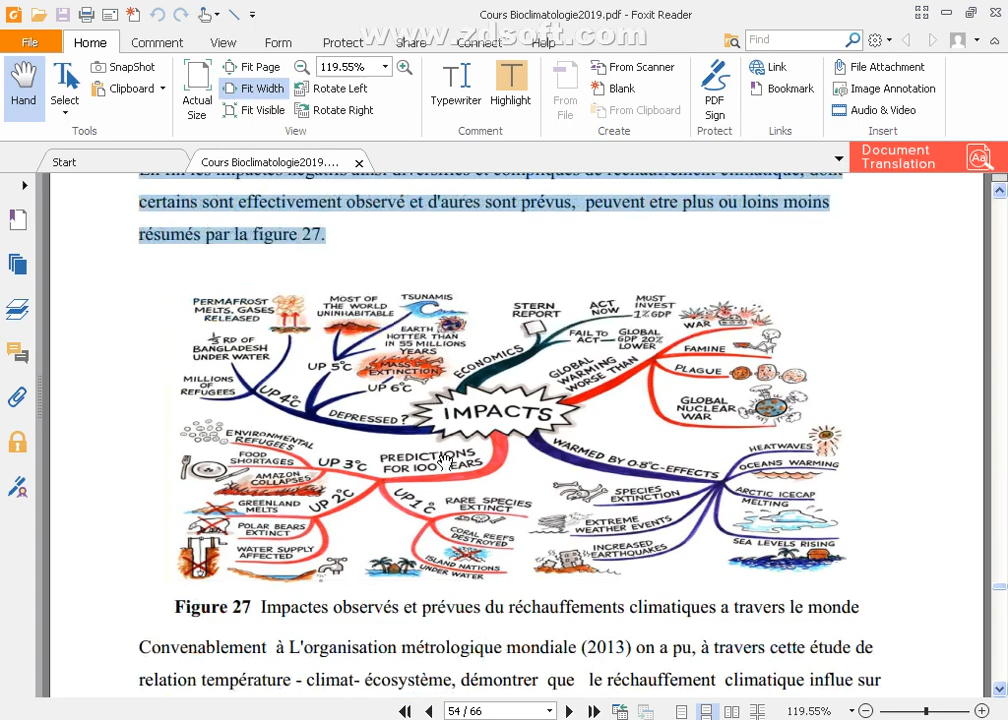 Cours Bioclimatologie2019.pdf - Foxit Reader
www.zdsoft.com
File Home Comment View Form Protect Share Connect Help Find
Hand
Select
SnapShot
Clipboard
Actual Size
Fit Page
Fit Width
Fit Visible
119.55%
Rotate Left
Rotate Right
Typewriter
Highlight
From File
From Scanner
Blank
From Clipboard
PDF Sign
Link
Bookmark
File Attachment
Image Annotation
Audio & Video
Tools View Comment Create Protect Links Insert
Start
Cours Bioclimatologie2019....
Document
Translation
certains sont effectivement observé et d'aures sont prévus, peuvent etre plus ou loins moins
résumés par la figure 27.
PERMAFROST
MELTS, GASES
RELEASED
⅓ RD OF
BANGLADESH
UNDER WATER
MILLIONS
OF
REFUGEES
UP 4°C
MOST OF
THE WORLD
UNINHABITABLE
UP 5°C
TSUNAMIS
EARTH
HOTTER THAN
IN 55 MILLIONS
YEARS
MASS
EXTINCTION
UP 6°C
DEPRESSED?
STERN
REPORT
ECONOMICS
ACT
NOW
MUST
INVEST
1% GDP
FAIL TO
ACT
GLOBAL
GDP 20%
LOWER
GLOBAL
WARMING
WORSE THAN
WAR
FAMINE
PLAGUE
GLOBAL
NUCLEAR
WAR
IMPACTS
PREDICTIONS
FOR 100 YEARS
UP 3°C
ENVIRONMENTAL
REFUGEES
FOOD
SHORTAGES
AMAZON
COLLAPSES
UP 2°C
GREENLAND
MELTS
POLAR BEARS
EXTINCT
WATER SUPPLY
AFFECTED
UP 1°C
RARE SPECIES
EXTINCT
CORAL REEFS
DESTROYED
ISLAND NATIONS
UNDER WATER
WARMED BY 0.8°C-EFFECTS
HEATWAVES
OCEANS WARMING
ARCTIC ICECAP
MELTING
SEA LEVELS RISING
SPECIES
EXTINCTION
EXTREME
WEATHER EVENTS
INCREASED
EARTHQUAKES
Figure 27 Impactes observés et prévues du réchauffements climatiques a travers le monde
Convenablement à L'organisation métrologique mondiale (2013) on a pu, à travers cette étude de
relation température - climat- écosystème, démontrer que le réchauffement climatique influe sur
54 / 66
119.55%